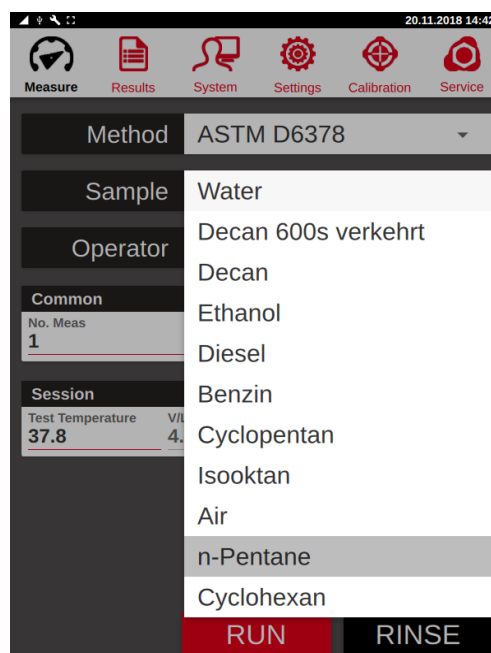 20.11.2018 14:42
Measure Results System Settings Calibration Service
Method ASTM D6378
Sample Water
Decan 600s verkehrt
Operator
Decan
Common
Ethanol
No. Meas
1
Diesel
Session
Benzin
Test Temperature V/L
37.8 4.
Cyclopentan
Isooktan
Air
n-Pentane
Cyclohexan
RUN RINSE